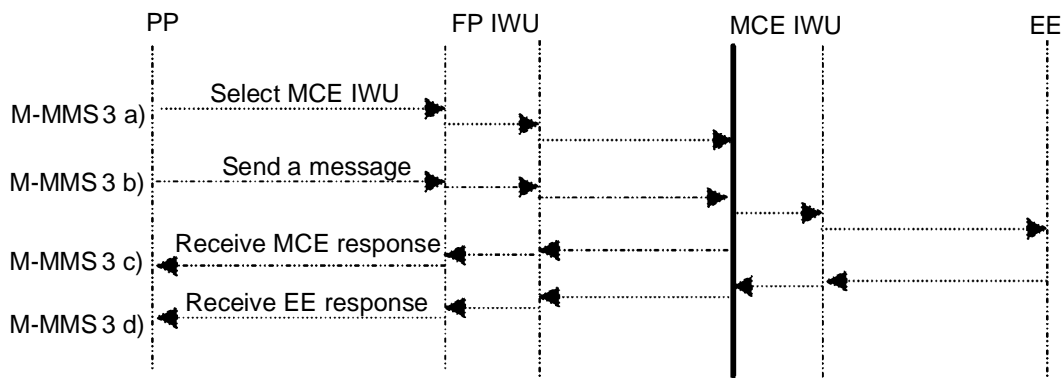 PP FP IWU MCE IWU EE
Select MCE IWU
M-MMS 3 a)
Send a message
M-MMS 3 b)
Receive MCE response
M-MMS 3 c)
Receive EE response
M-MMS 3 d)